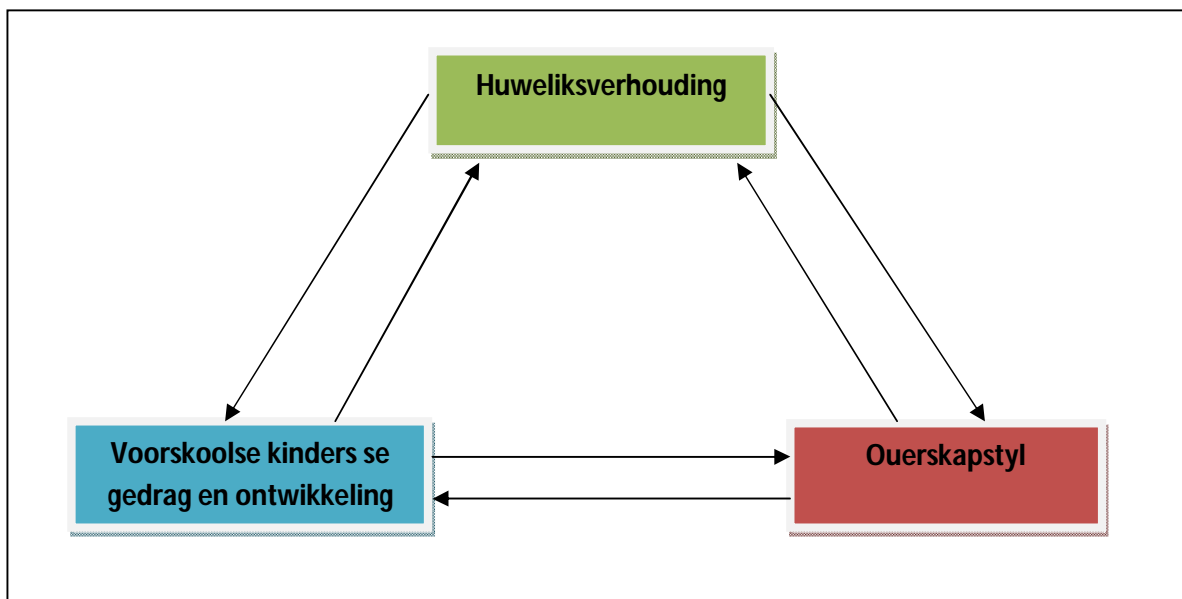 Huweliksverhouding
Voorskoolse kinders se
gedrag en ontwikkeling
Ouerskapstyl